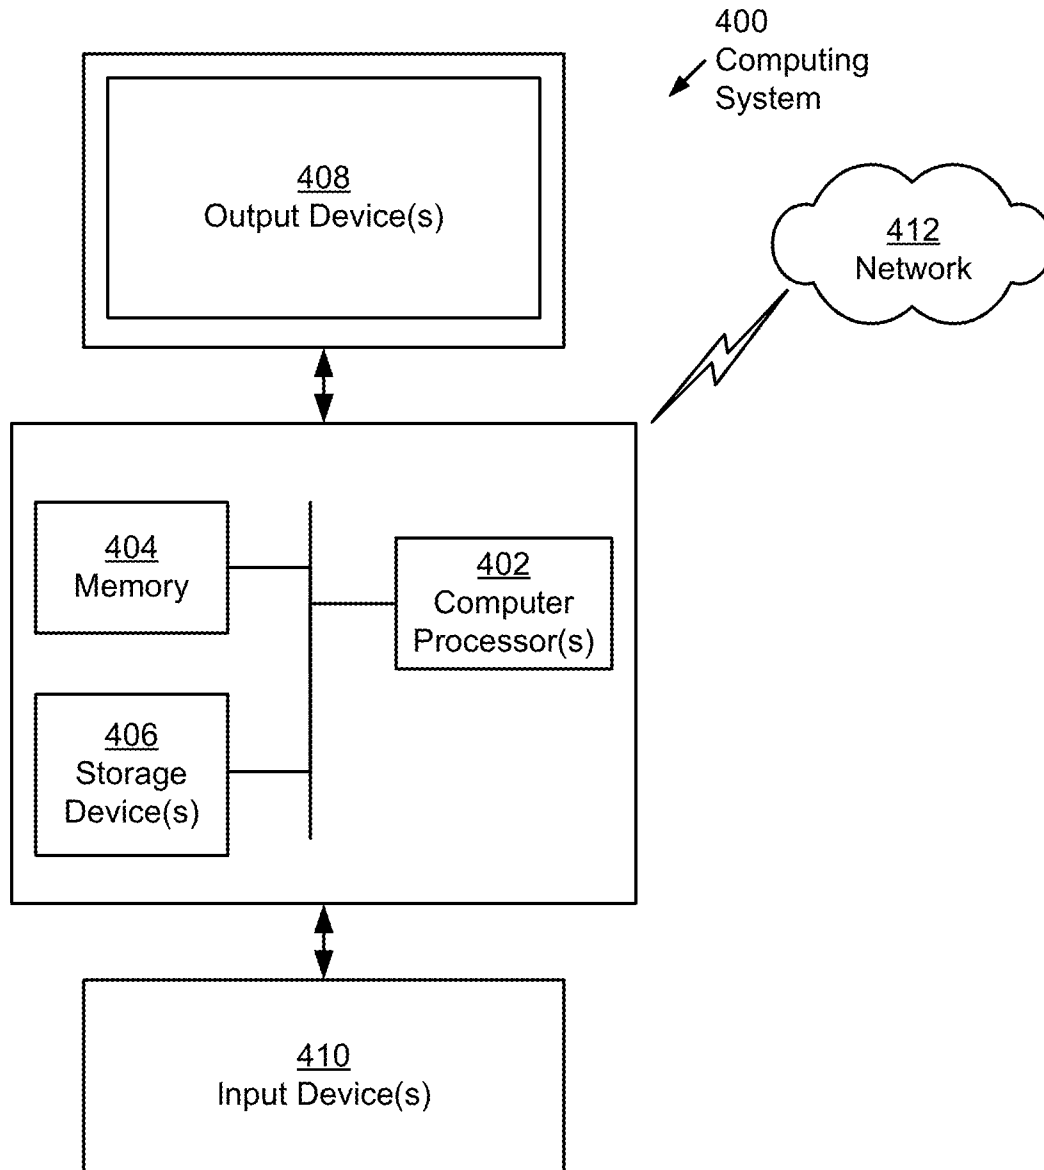 400
Computing
System
408
Output Device(s)
412
Network
404
Memory
402
Computer
Processor(s)
406
Storage
Device(s)
410
Input Device(s)